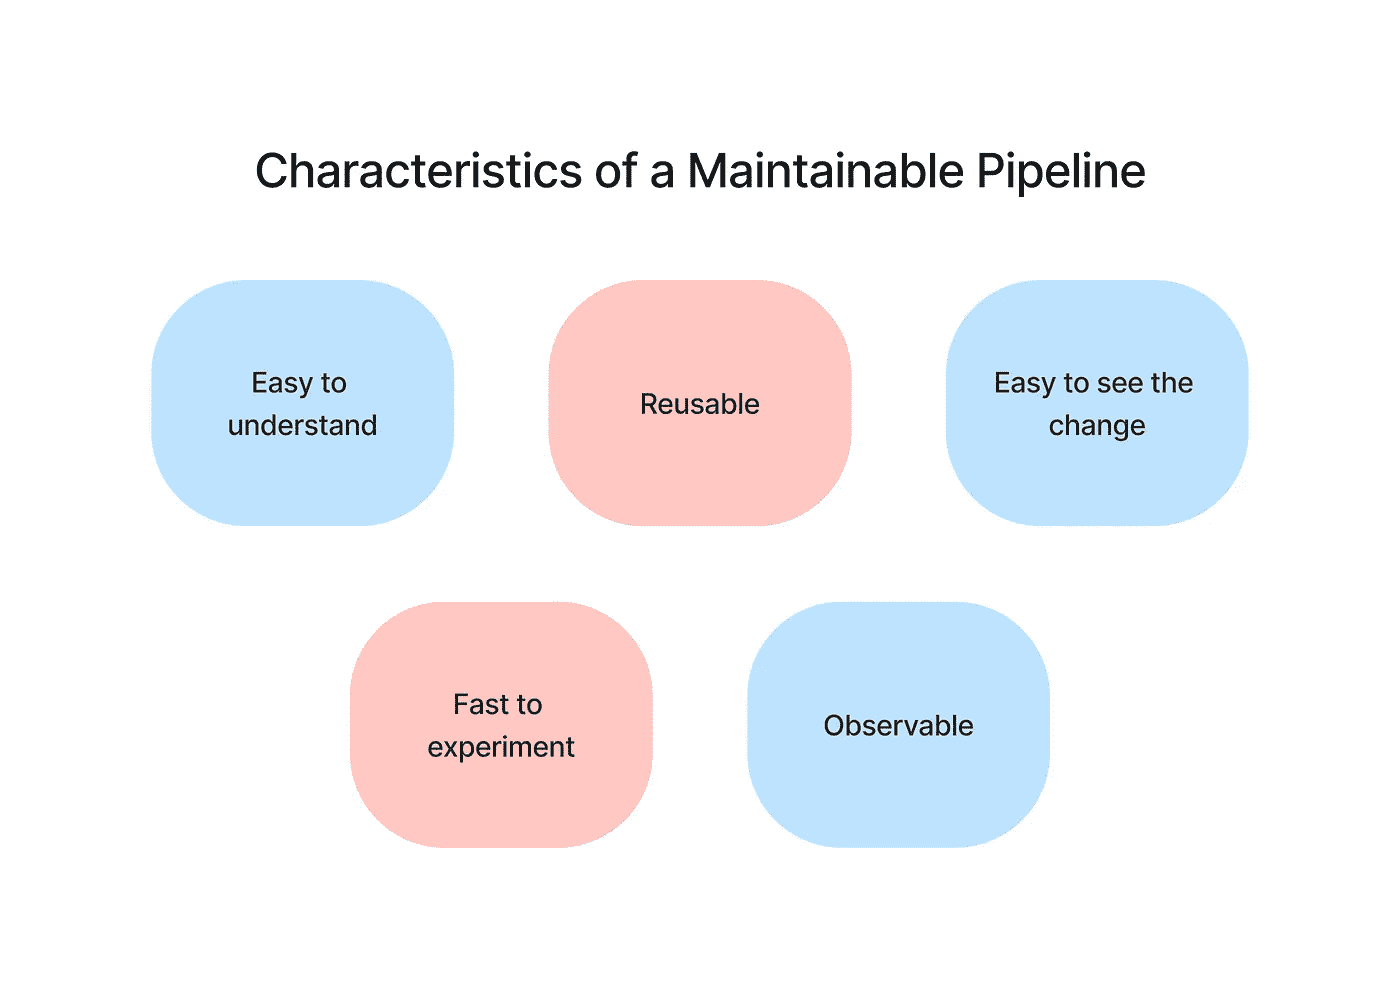 Characteristics of a Maintainable Pipeline
Easy to
understand
Reusable
Easy to see the
change
Fast to
experiment
Observable